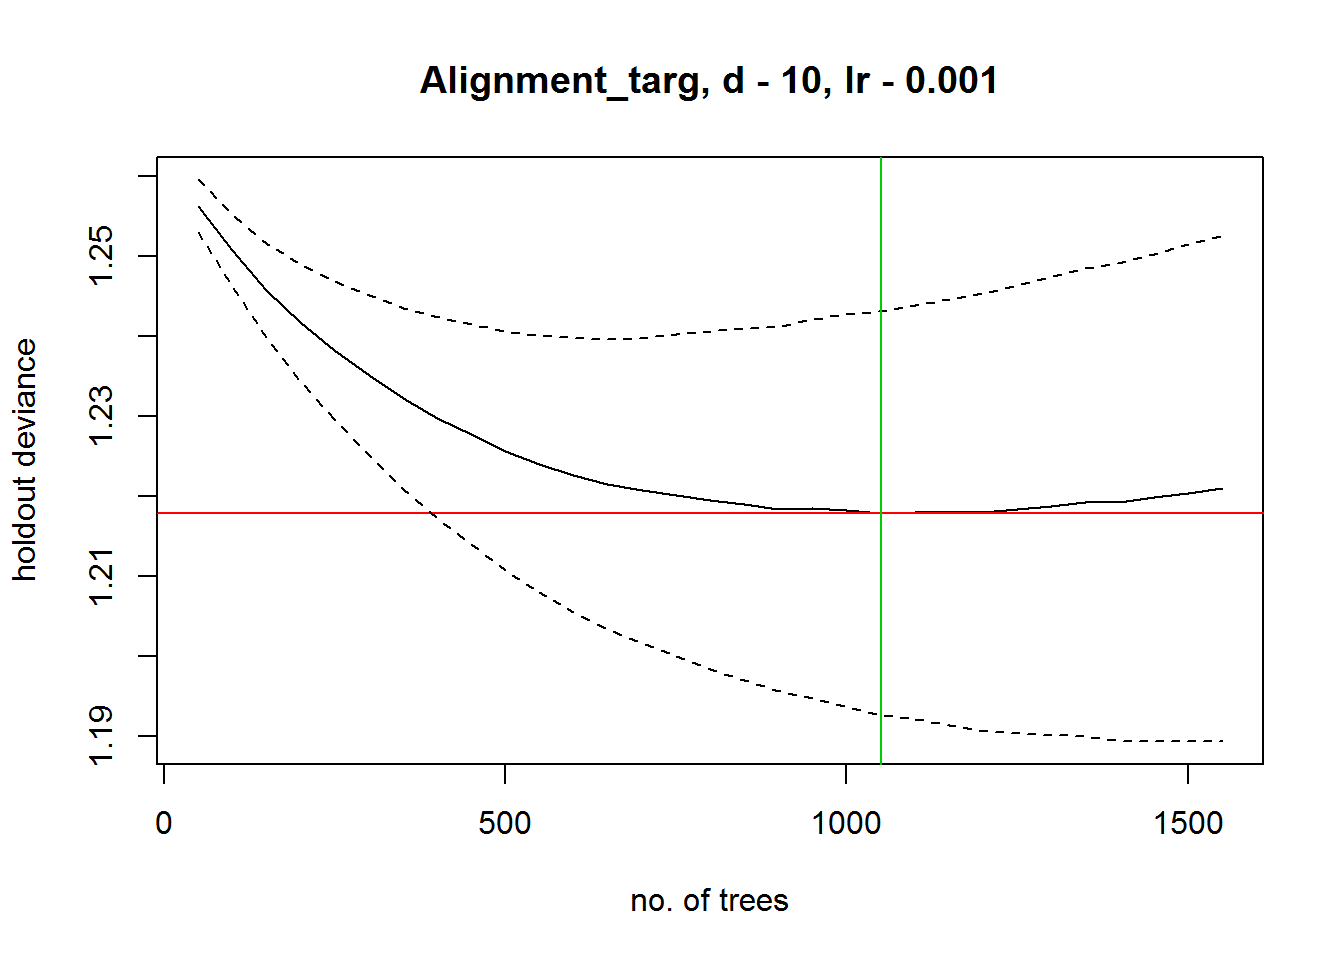 Alignment_targ, d - 10, lr - 0.001
holdout deviance
1.25
1.23
1.21
1.19
0 500 1000 1500
no. of trees